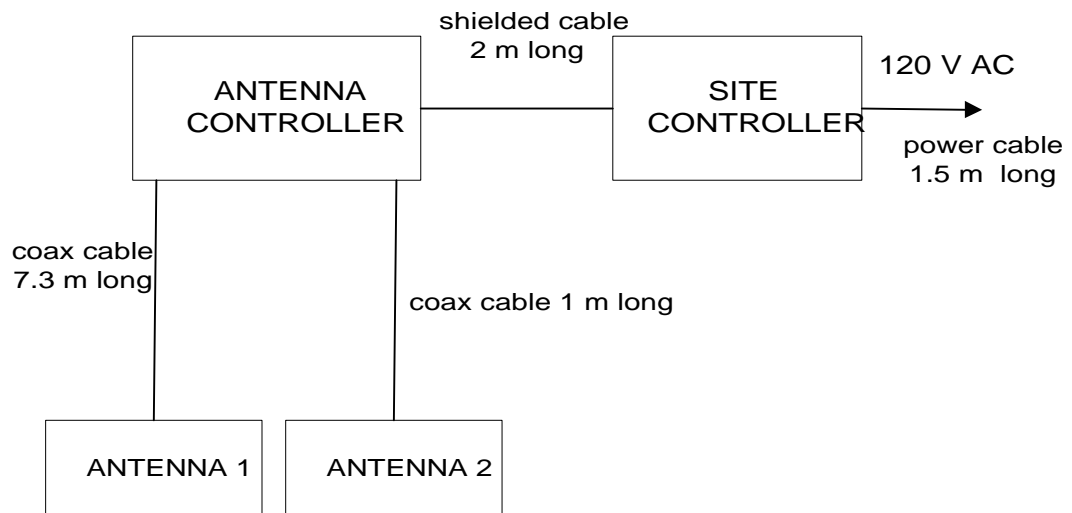 shielded cable
2 m long
ANTENNA
CONTROLLER
SITE
CONTROLLER
120 V AC
power cable
1.5 m long
coax cable
7.3 m long
coax cable 1 m long
ANTENNA 1
ANTENNA 2